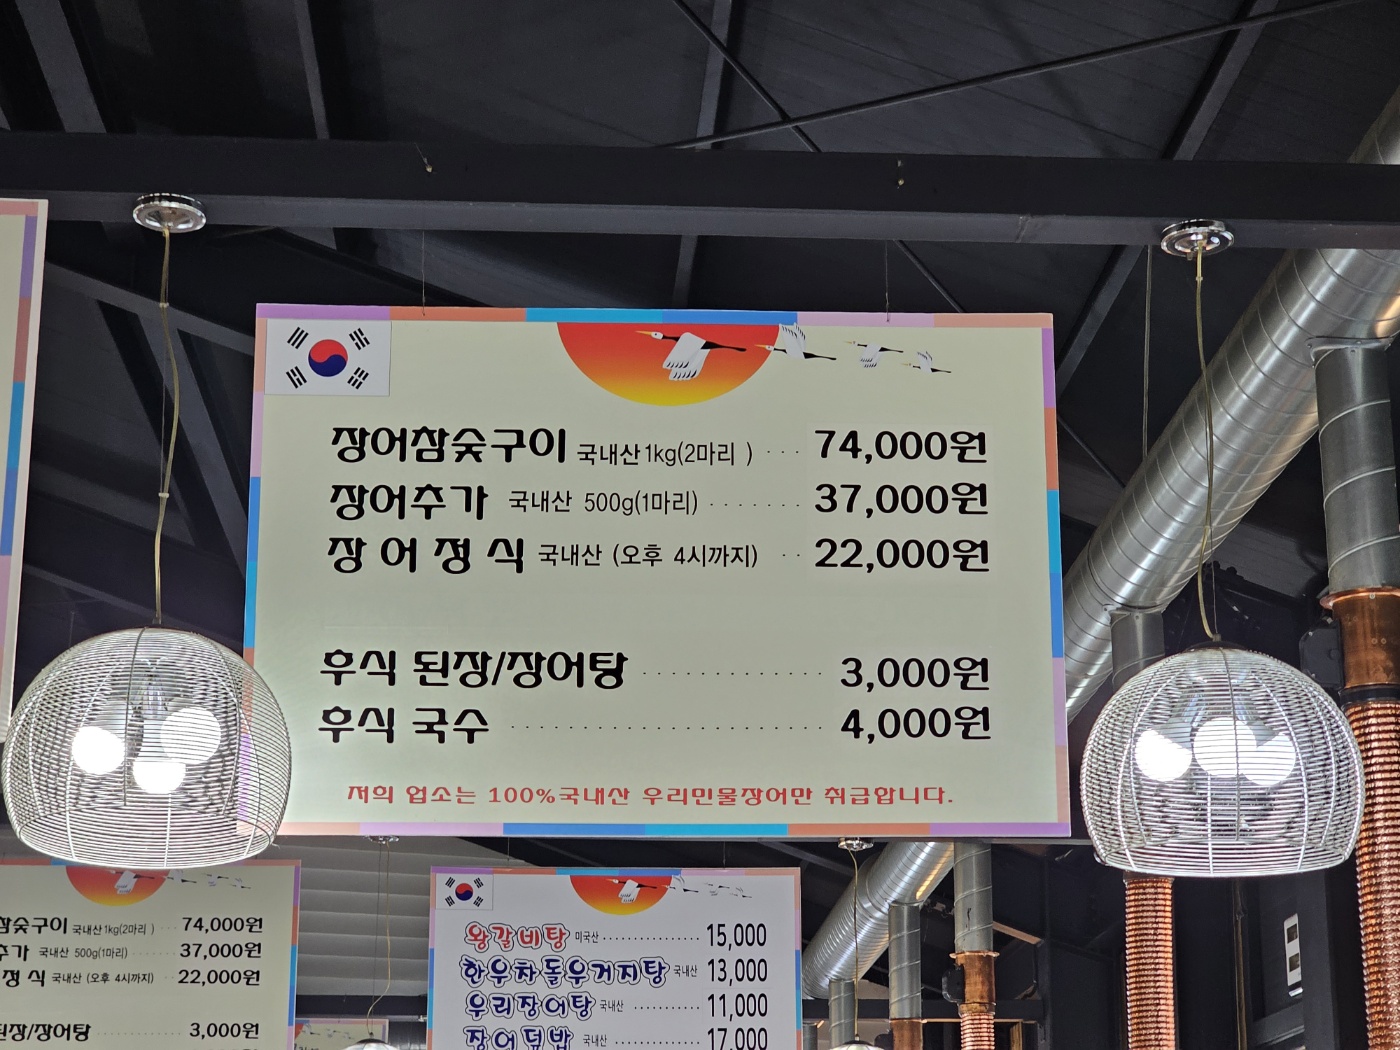 장어참숯구이 국내산1kg(2마리 ) ··· 74,000원
장어추가 국내산 500g(1마리) ······· 37,000원
장 어 정 식 국내산 (오후 4시까지) ·· 22,000원
후식 된장/장어탕 ············· 3,000원
후식 국수 ······················ 4,000원
저희 업소는 100%국내산 우리민물장어만 취급합니다.
참숯구이 국내산1kg(2마리 ) ··· 74,000원
추가 국내산 500g(1마리) ······· 37,000원
정 식 국내산 (오후 4시까지) ·· 22,000원
된장/장어탕 ············· 3,000원
왕갈비탕 미국산 ················ 15,000
한우차돌우거지탕 국내산 ·· 13,000
우리장어탕 국내산 ············· 11,000
장어덮밥 국내산 ··············· 17,000